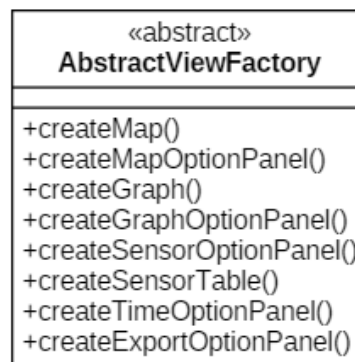 «abstract»
AbstractViewFactory
+createMap()
+createMapOptionPanel()
+createGraph()
+createGraphOptionPanel()
+createSensorOptionPanel()
+createSensorTable()
+createTimeOptionPanel()
+createExportOptionPanel()